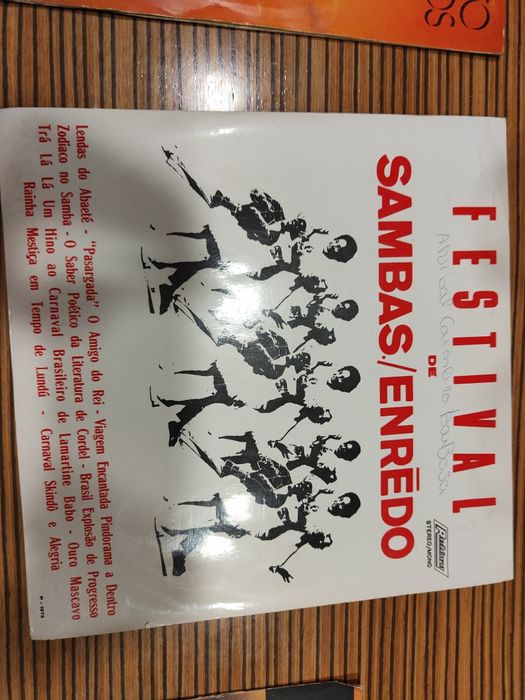 FESTIVAL
DE
SAMBAS./ENRÊDO
STEREO/MONO
Lendas do Abaeté - "Pasargada" O Amigo do Rei - Viagem Encantada Pindorama a Dentro
Zodíaco no Samba - O Saber Poético da Literatura de Cordel - Brasil Explosão de Progresso
Trá Lá Lá Um Hino ao Carnaval Brasileiro de Lamartine Babo - Ouro Mascavo
Rainha Mestiça em Tempo de Lundú - Carnaval Skindô e Alegria
P - 1973